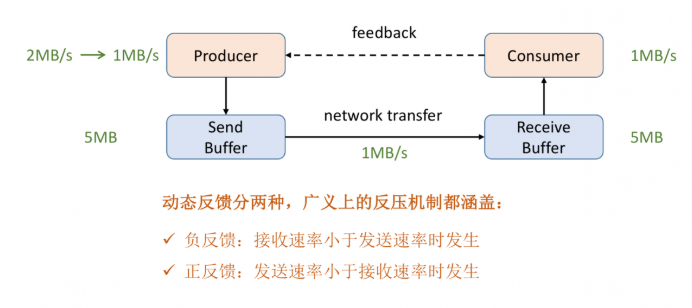 feedback
2MB/s → 1MB/s
Producer
Consumer
1MB/s
5MB
Send
Buffer
network transfer
1MB/s
Receive
Buffer
5MB
动态反馈分两种，广义上的反压机制都涵盖：
✓ 负反馈：接收速率小于发送速率时发生
✓ 正反馈：发送速率小于接收速率时发生